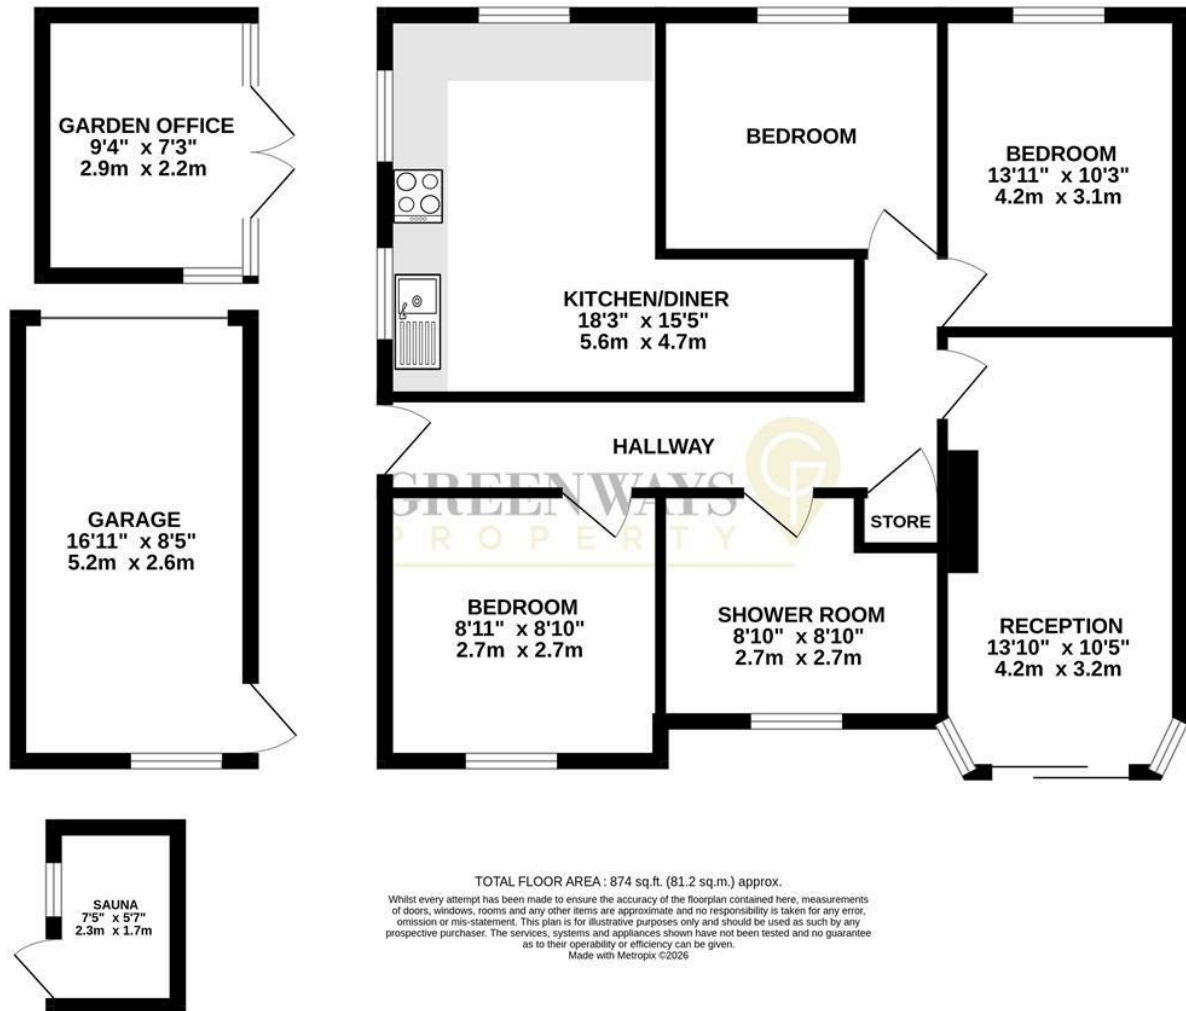 GARDEN OFFICE
9'4" x 7'3"
2.9m x 2.2m
BEDROOM
BEDROOM
13'11" x 10'3"
4.2m x 3.1m
KITCHEN/DINER
18'3" x 15'5"
5.6m x 4.7m
HALLWAY
GREENWAYS
PROPERTY
GARAGE
16'11" x 8'5"
5.2m x 2.6m
STORE
BEDROOM
8'11" x 8'10"
2.7m x 2.7m
SHOWER ROOM
8'10" x 8'10"
2.7m x 2.7m
RECEPTION
13'10" x 10'5"
4.2m x 3.2m
SAUNA
7'5" x 5'7"
2.3m x 1.7m
TOTAL FLOOR AREA : 874 sq.ft. (81.2 sq.m.) approx.
Whilst every attempt has been made to ensure the accuracy of the floorplan contained here, measurements
of doors, windows, rooms and any other items are approximate and no responsibility is taken for any error,
omission or mis-statement. This plan is for illustrative purposes only and should be used as such by any
prospective purchaser. The services, systems and appliances shown have not been tested and no guarantee
as to their operability or efficiency can be given.
Made with Metropix ©2026